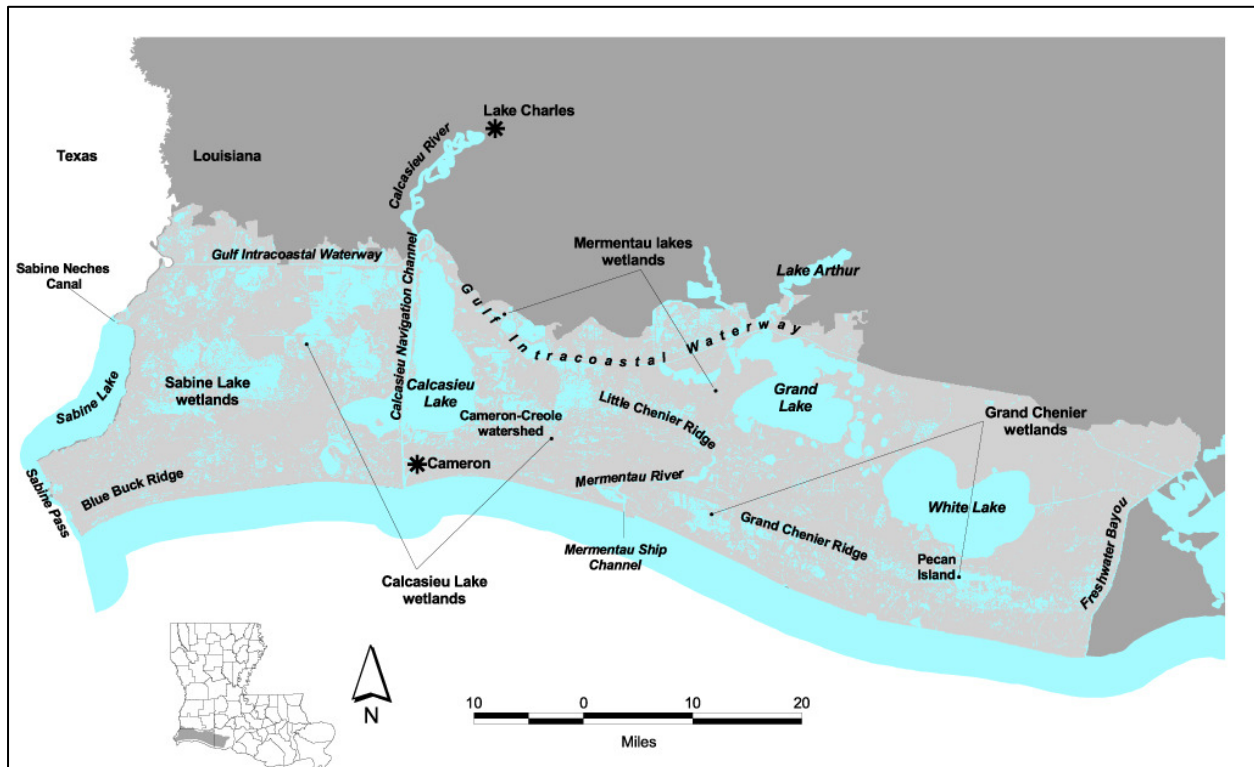 Lake Charles
Texas
Louisiana
Calcasieu River
Mermentau lakes
wetlands
Gulf Intracoastal Waterway
Lake Arthur
Sabine Neches
Canal
Calcasieu Navigation Channel
Gulf Intracoastal Waterway
Sabine Lake
Sabine Lake
wetlands
Calcasieu
Lake
Grand
Lake
Little Chenier Ridge
Cameron-Creole
watershed
Grand Chenier
wetlands
Cameron
Blue Buck Ridge
Sabine Pass
Mermentau River
White Lake
Grand Chenier Ridge
Mermentau Ship
Channel
Pecan
Island
Freshwater Bayou
Calcasieu Lake
wetlands
N
10 0 10 20
Miles